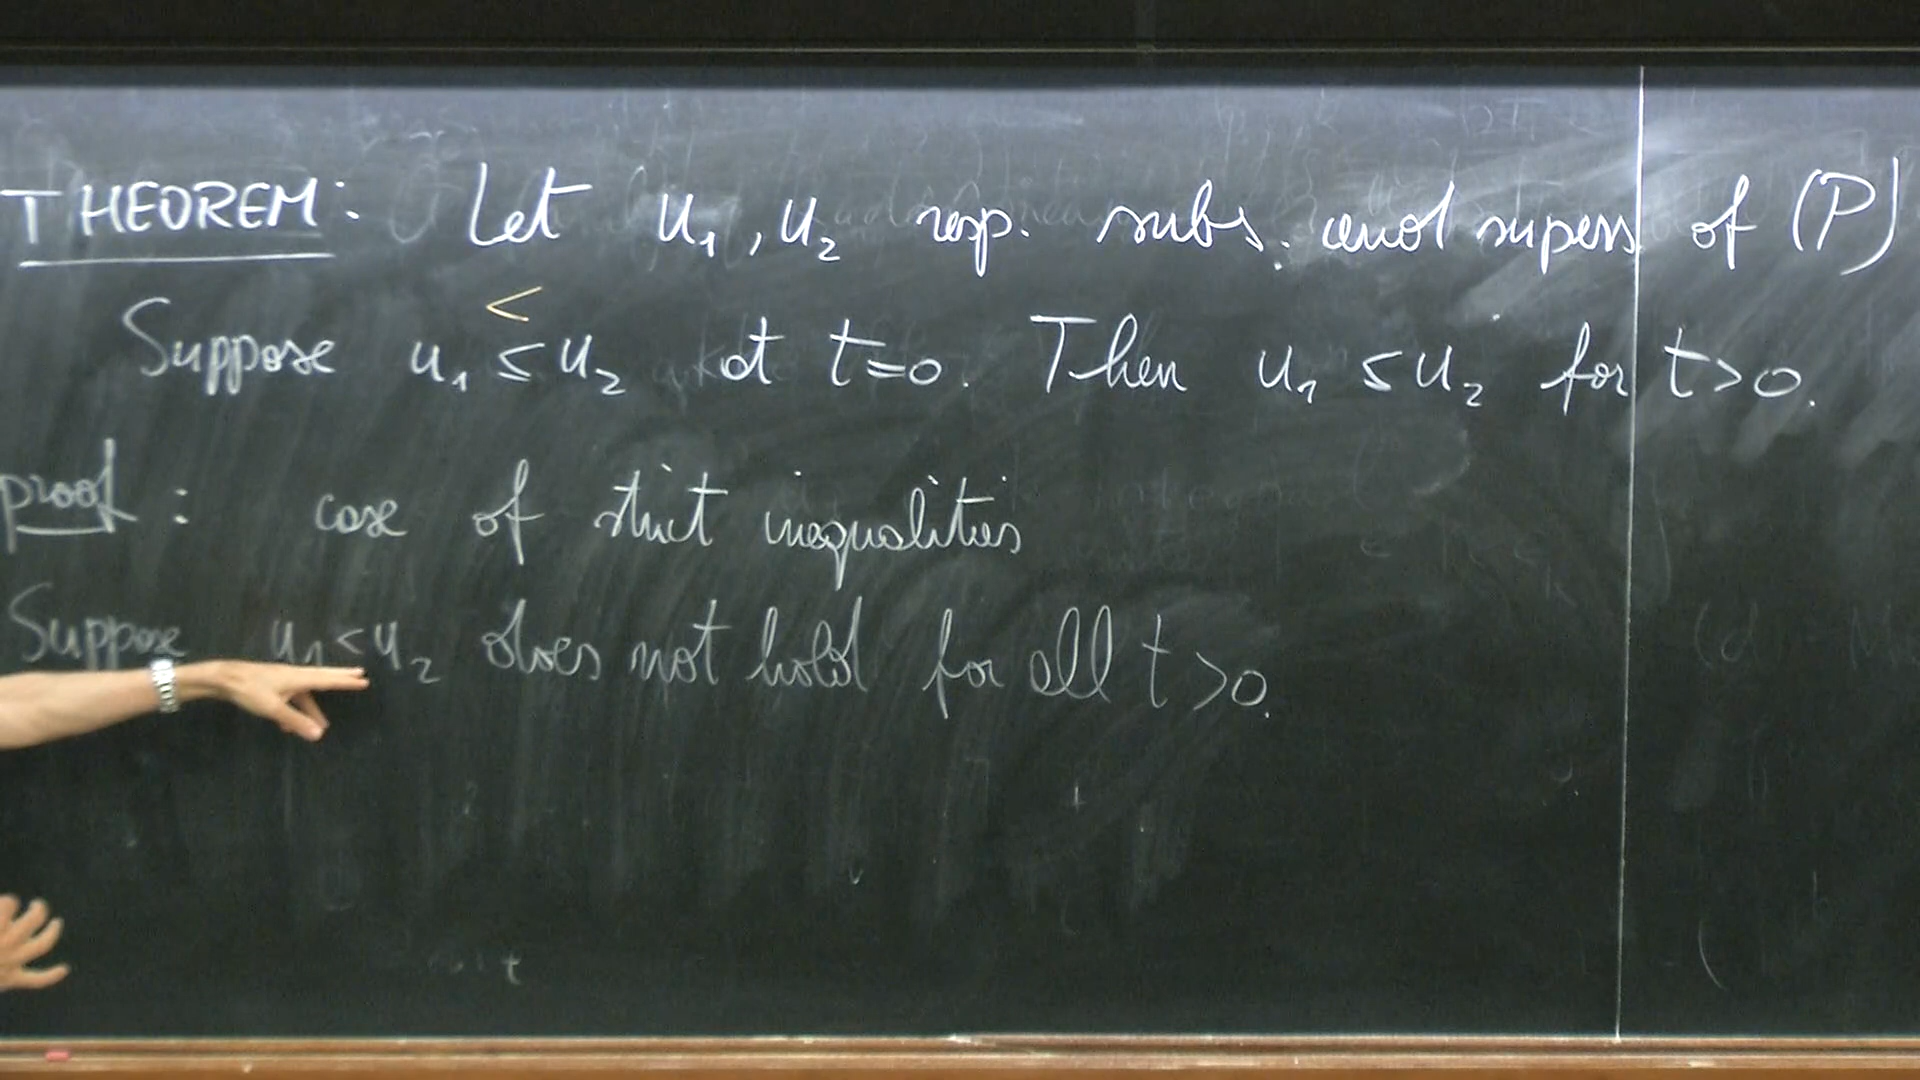 THEOREM: Let u₁, u₂ resp. subs. and supers of (P)
<
Suppose u₁ ≤ u₂ at t=0. Then u₁ ≤ u₂ for t>0.
proof: case of strict inequalities
Suppose u₁<u₂ does not hold for all t>0.